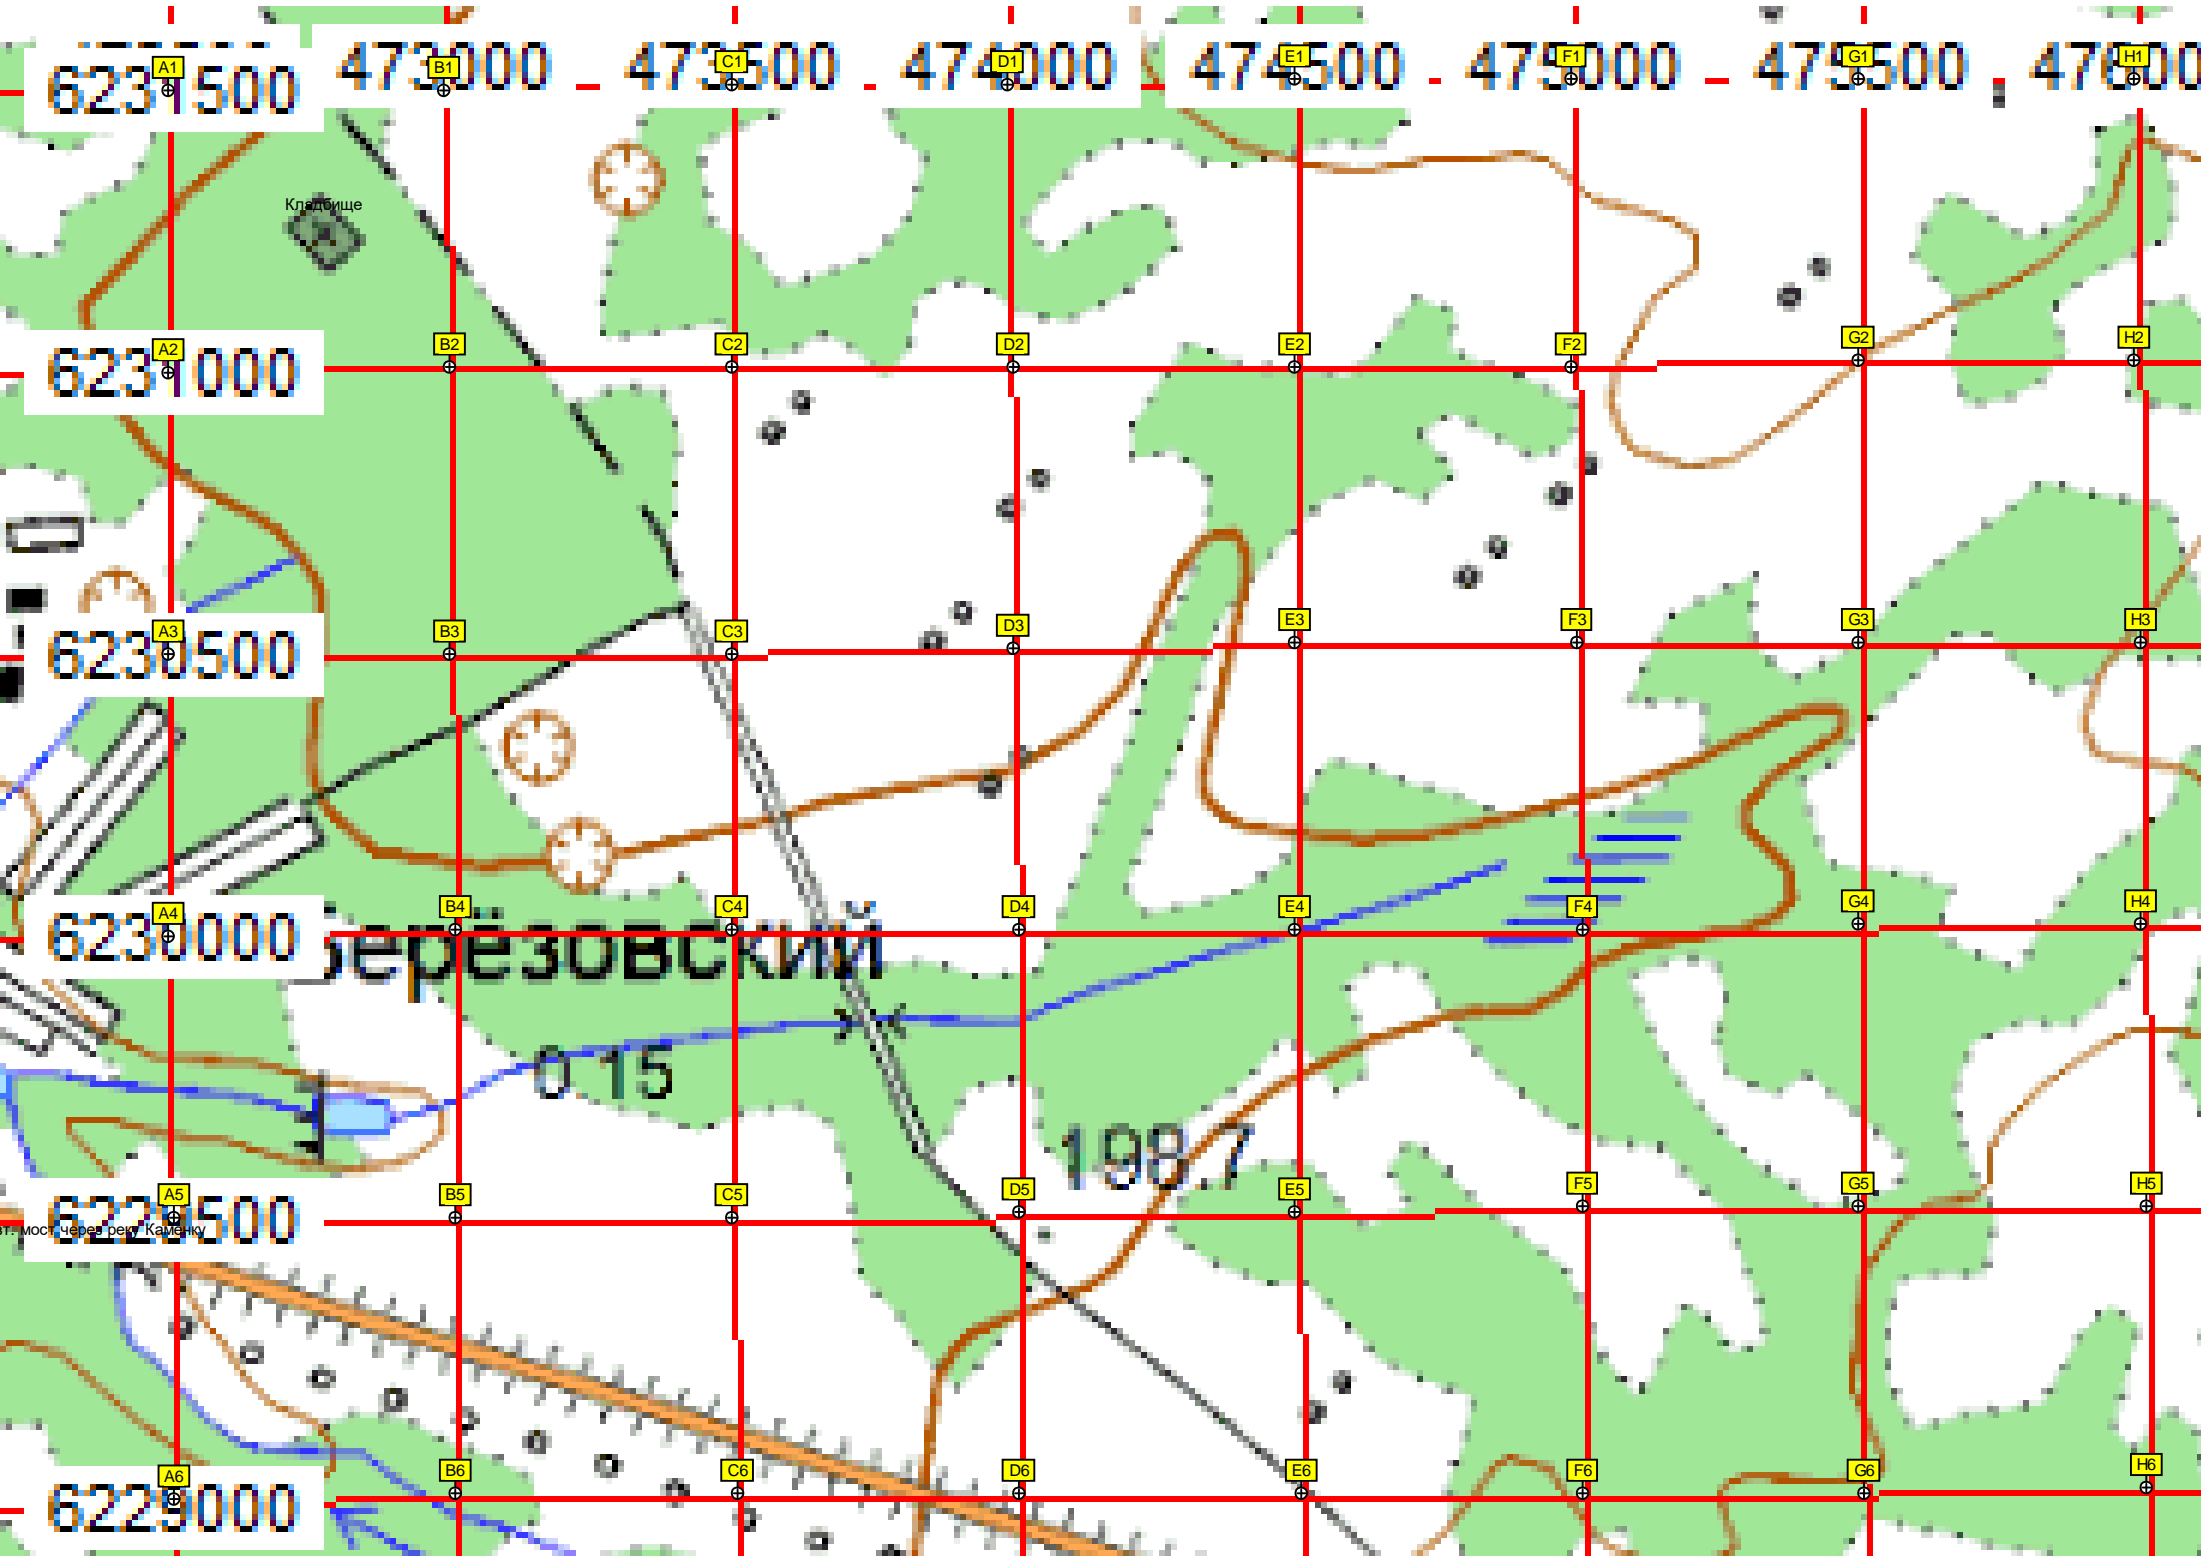 473000 473500 474000 474500 475000 475500
A1 B1 C1 D1 E1 F1 G1 H1
6231500
Кладбище
A2 B2 C2 D2 E2 F2 G2 H2
6231000
A3 B3 C3 D3 E3 F3 G3 H3
6230500
A4 B4 C4 D4 E4 F4 G4 H4
6230000
ерёзовский
0.15
198.7
A5 B5 C5 D5 E5 F5 G5 H5
6229500
мост через реку Каменку
A6 B6 C6 D6 E6 F6 G6 H6
6229000